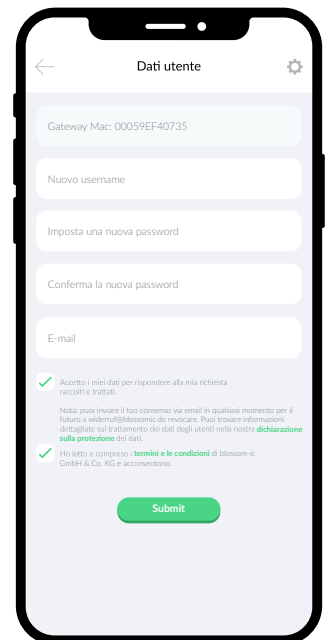 Dati utente
Gateway Mac: 00059EF40735
Nuovo username
Imposta una nuova password
Conferma la nuova password
E-mail
Accetto i miei dati per rispondere alla mia richiesta
raccolti e trattati.
Nota: puoi inviare il tuo consenso via email in qualsiasi momento per il
futuro a widerruf@blossomic.de revocare. Puoi trovare informazioni
dettagliate sul trattamento dei dati degli utenti nella nostra dichiarazione
sulla protezione dei dati.
Ho letto e compreso i termini e le condizioni di blossom-ic
GmbH & Co. KG e acconsentono.
Submit